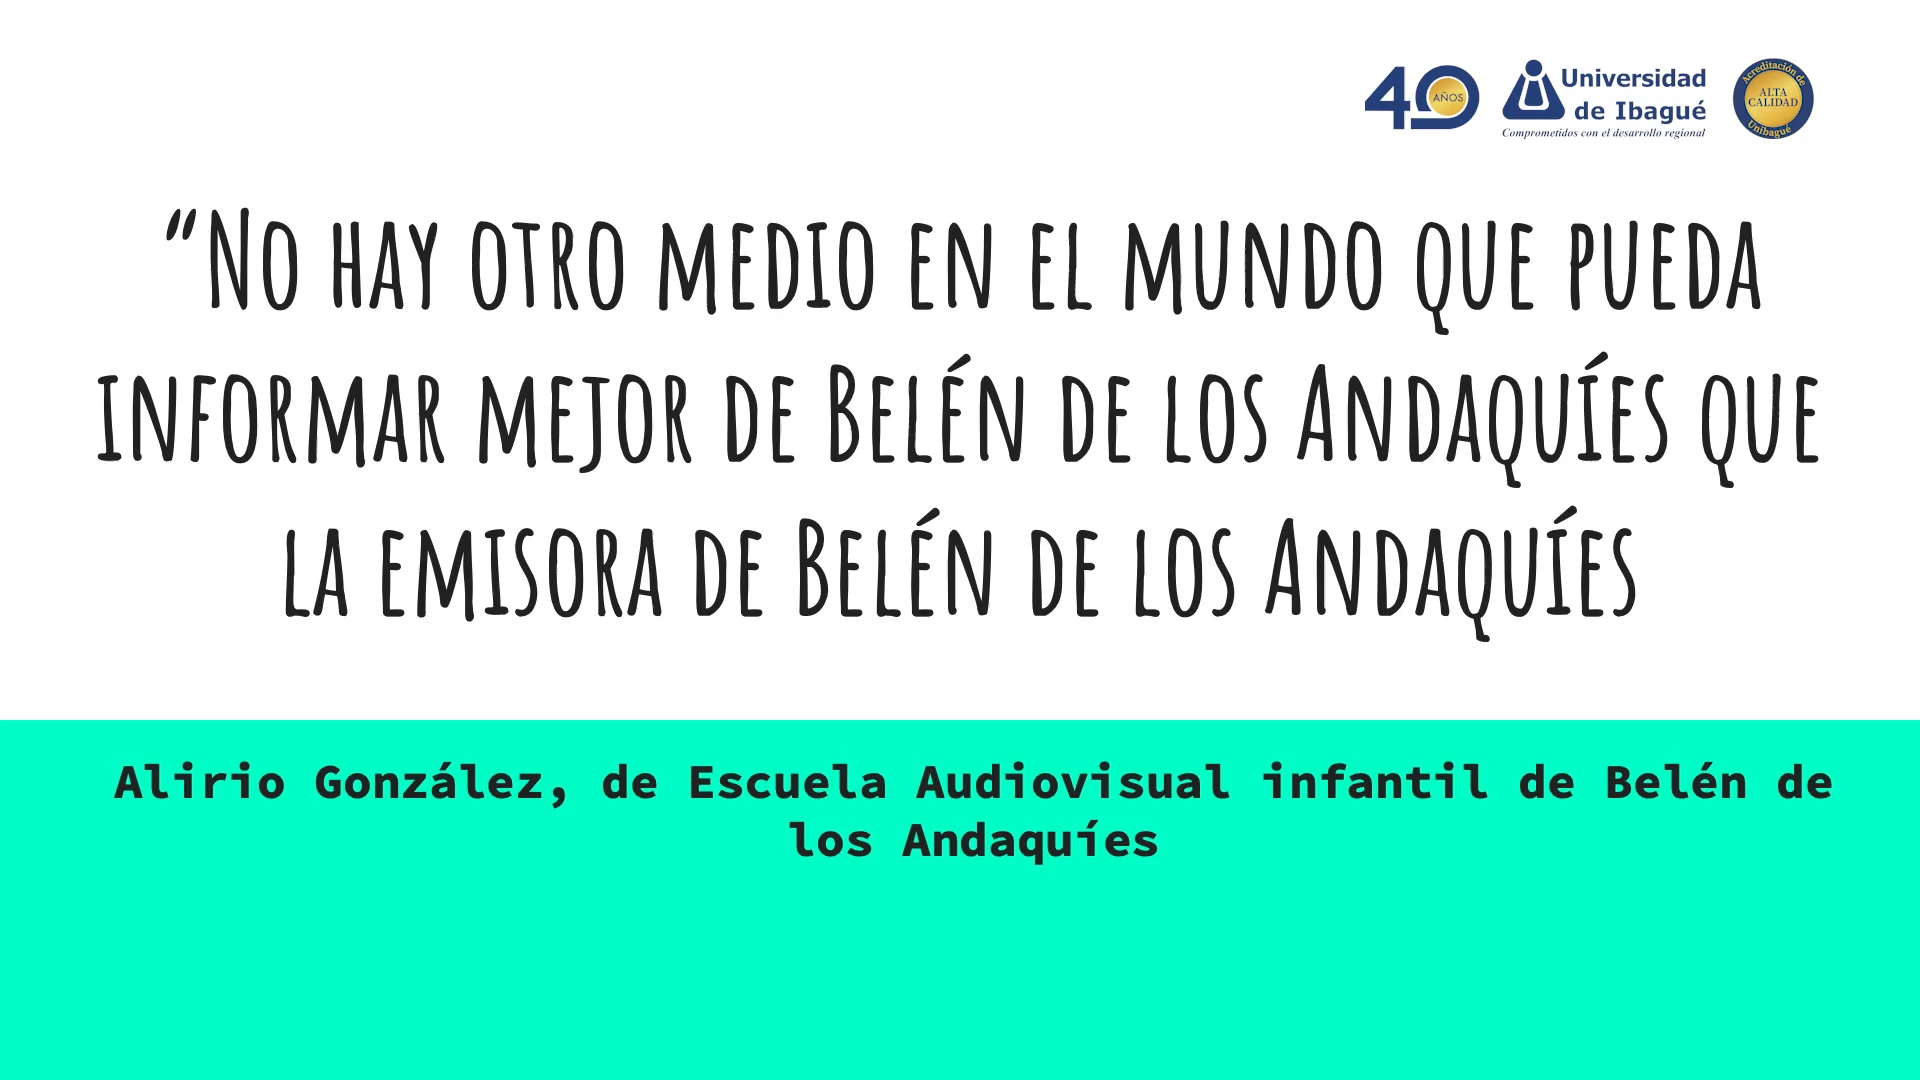 40 AÑOS
Universidad
de Ibagué
Comprometidos con el desarrollo regional
Acreditación de
ALTA
CALIDAD
Unibagué
“No hay otro medio en el mundo que pueda
informar mejor de Belén de los Andaquíes que
la emisora de Belén de los Andaquíes
Alirio González, de Escuela Audiovisual infantil de Belén de
los Andaquíes